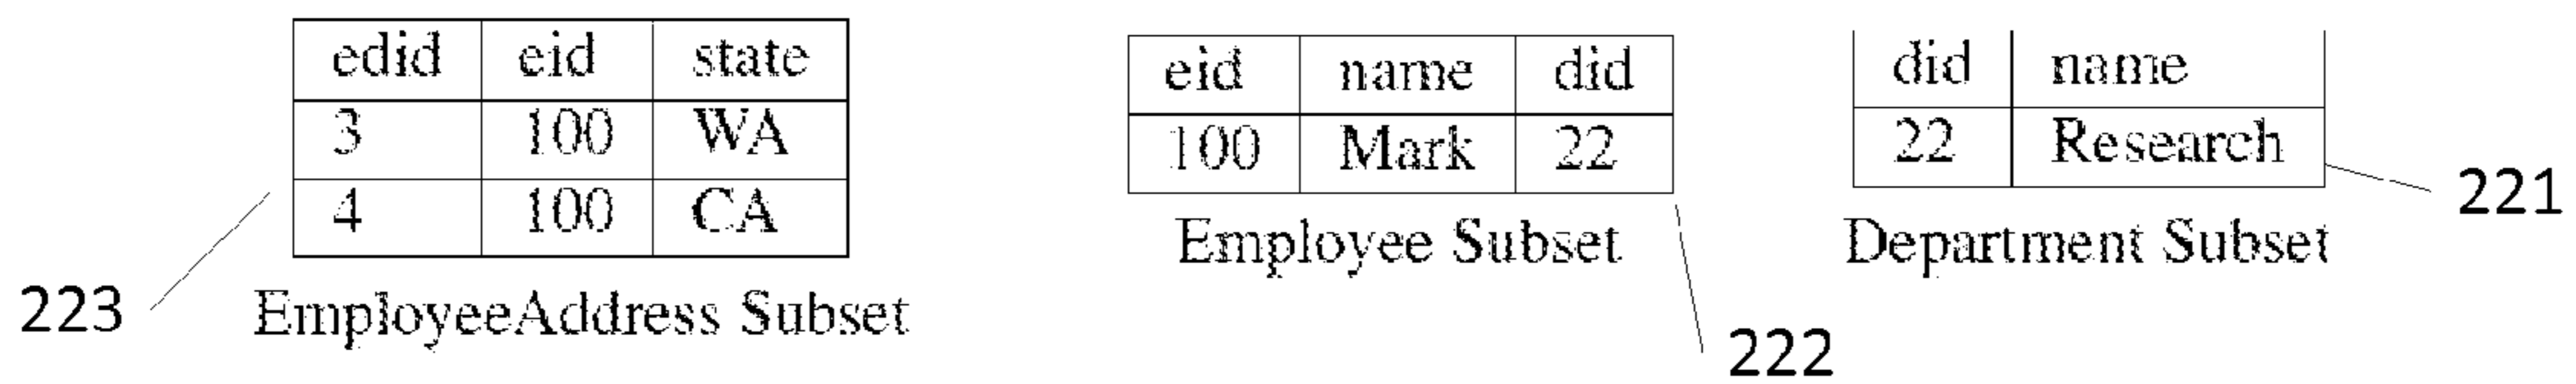 edid eid state
3 100 WA
4 100 CA
EmployeeAddress Subset
223
eid name did
100 Mark 22
Employee Subset
222
did name
22 Research
Department Subset
221